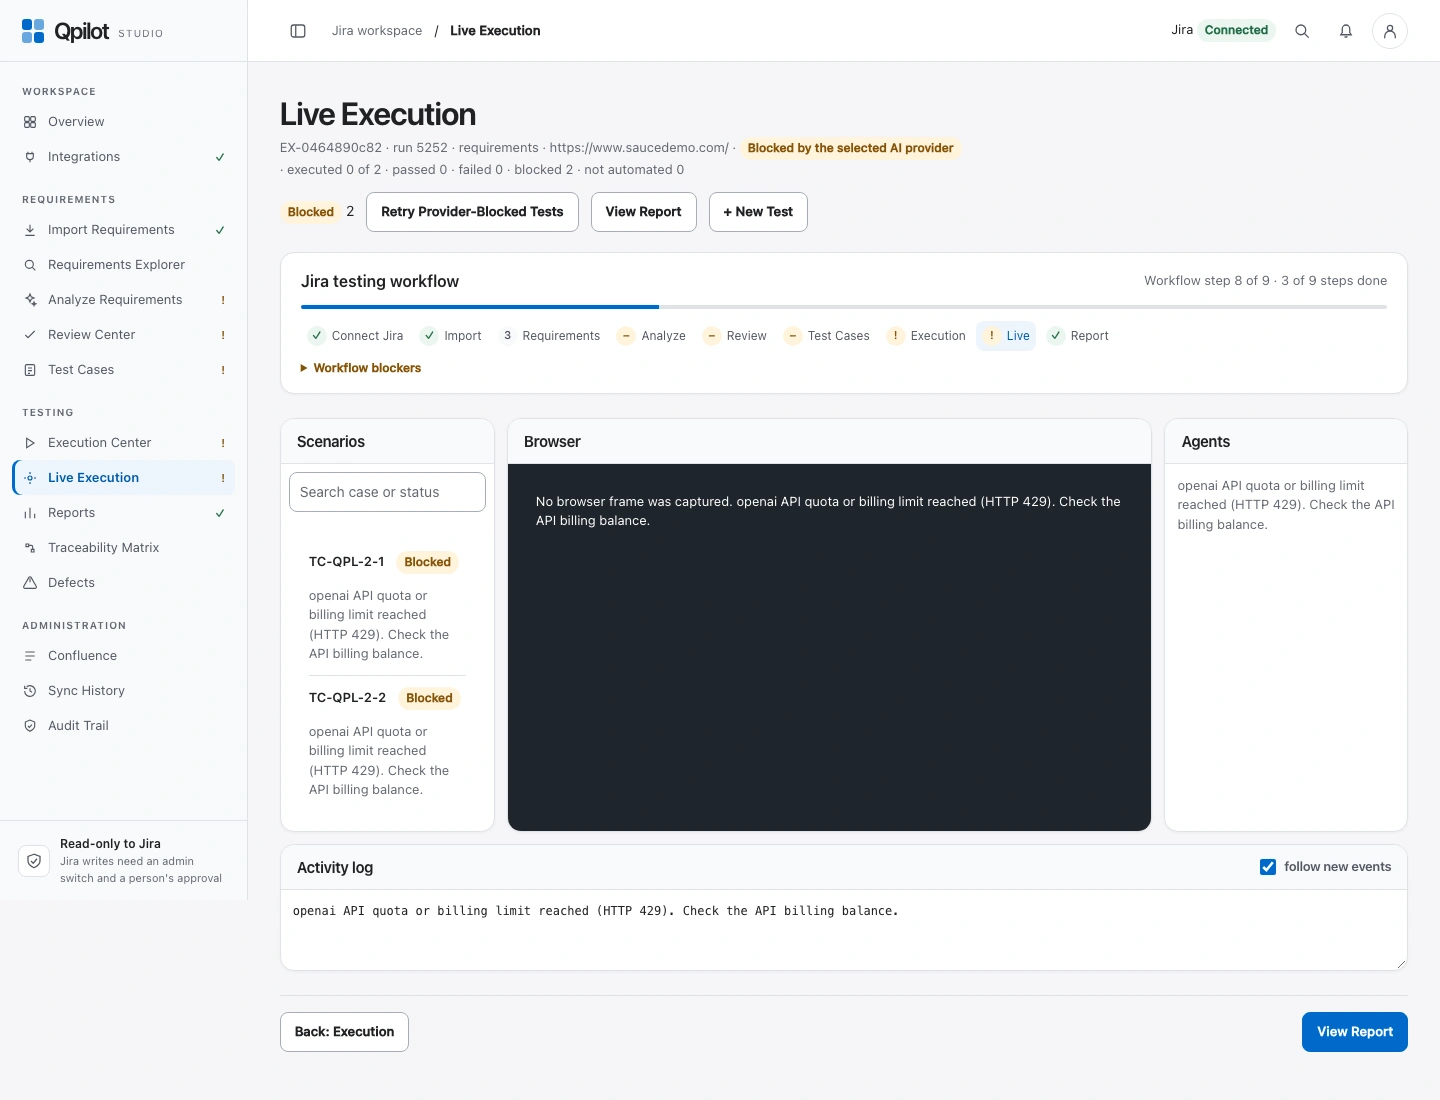 Qpilot STUDIO
WORKSPACE
Overview
Integrations
REQUIREMENTS
Import Requirements
Requirements Explorer
Analyze Requirements !
Review Center !
Test Cases !
TESTING
Execution Center !
Live Execution !
Reports
Traceability Matrix
Defects
ADMINISTRATION
Confluence
Sync History
Audit Trail
Read-only to Jira
Jira writes need an admin
switch and a person's approval
Jira workspace / Live Execution
Jira Connected
Live Execution
EX-0464890c82 · run 5252 · requirements · https://www.saucedemo.com/ · Blocked by the selected AI provider
· executed 0 of 2 · passed 0 · failed 0 · blocked 2 · not automated 0
Blocked 2 Retry Provider-Blocked Tests View Report + New Test
Jira testing workflow
Workflow step 8 of 9 · 3 of 9 steps done
Connect Jira Import 3 Requirements – Analyze – Review – Test Cases ! Execution ! Live Report
Workflow blockers
Scenarios
Search case or status
TC-QPL-2-1 Blocked
openai API quota or
billing limit reached
(HTTP 429). Check the
API billing balance.
TC-QPL-2-2 Blocked
openai API quota or
billing limit reached
(HTTP 429). Check the
API billing balance.
Browser
No browser frame was captured. openai API quota or billing limit reached (HTTP 429). Check the
API billing balance.
Agents
openai API quota or billing limit
reached (HTTP 429). Check the API
billing balance.
Activity log
follow new events
openai API quota or billing limit reached (HTTP 429). Check the API billing balance.
Back: Execution
View Report